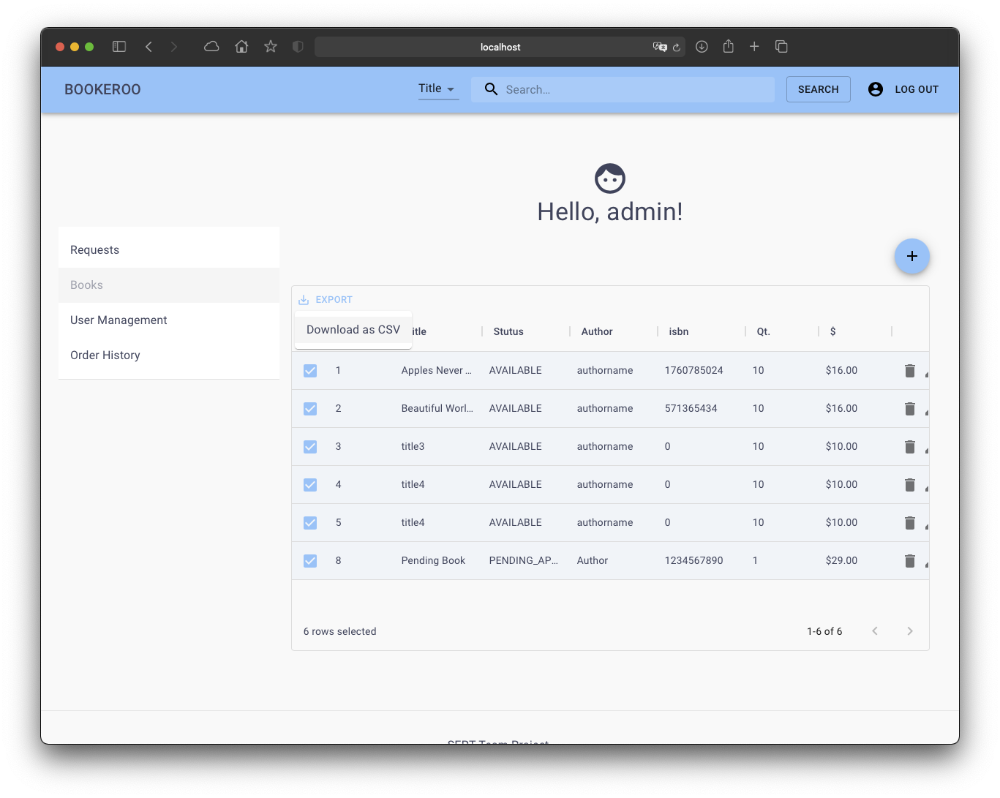 localhost
BOOKEROO
Title
Search...
SEARCH
LOG OUT
Hello, admin!
Requests
Books
User Management
Order History
EXPORT
Download as CSV
itle Stutus Author isbn Qt. $
1 Apples Never ... AVAILABLE authorname 1760785024 10 $16.00
2 Beautiful Worl... AVAILABLE authorname 571365434 10 $16.00
3 title3 AVAILABLE authorname 0 10 $10.00
4 title4 AVAILABLE authorname 0 10 $10.00
5 title4 AVAILABLE authorname 0 10 $10.00
8 Pending Book PENDING_AP... Author 1234567890 1 $29.00
6 rows selected
1-6 of 6
SEPT Team Project